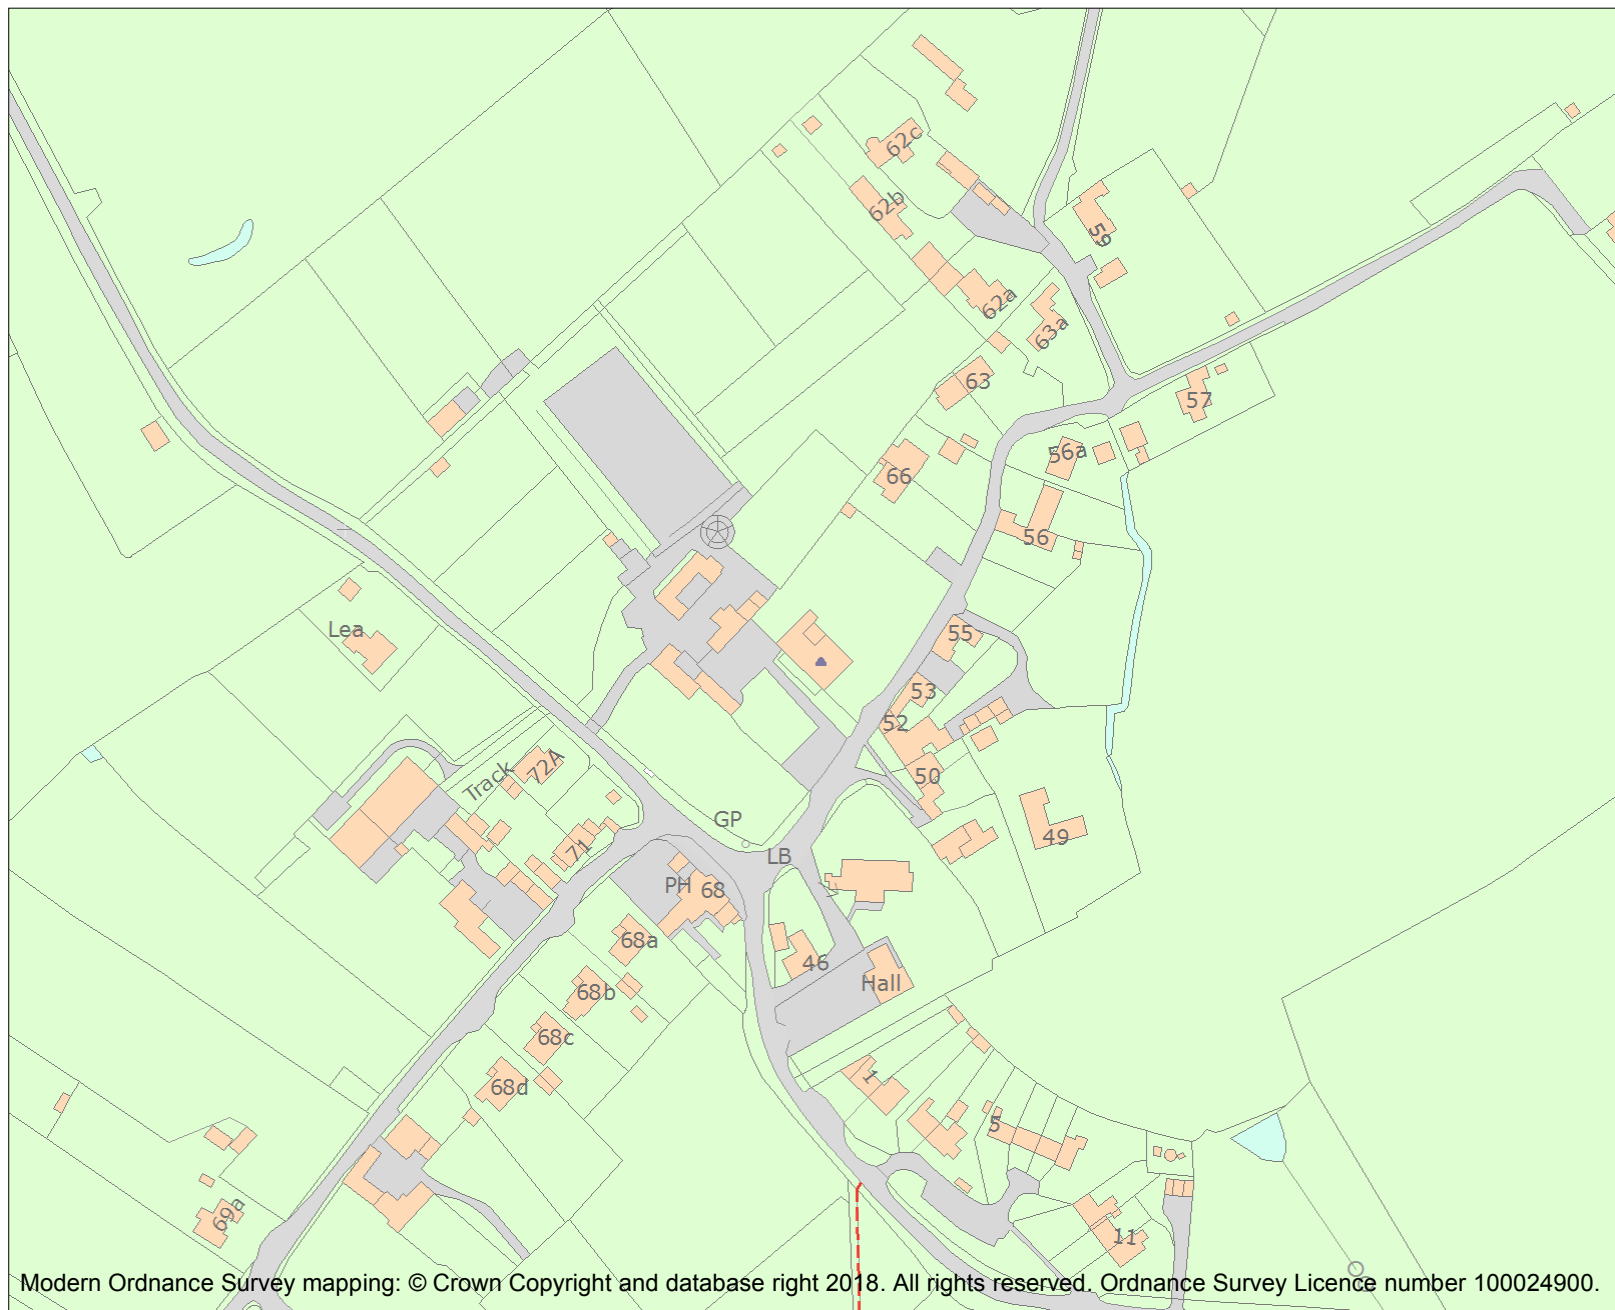 62c
62b
59
62a
63a
63
57
56a
66
56
Lea
55
53
52
72A
Track
50
GP
49
71
LB
PH
68
68a
46
Hall
68b
68c
1
68d
5
69a
11
Modern Ordnance Survey mapping: © Crown Copyright and database right 2018. All rights reserved. Ordnance Survey Licence number 100024900.